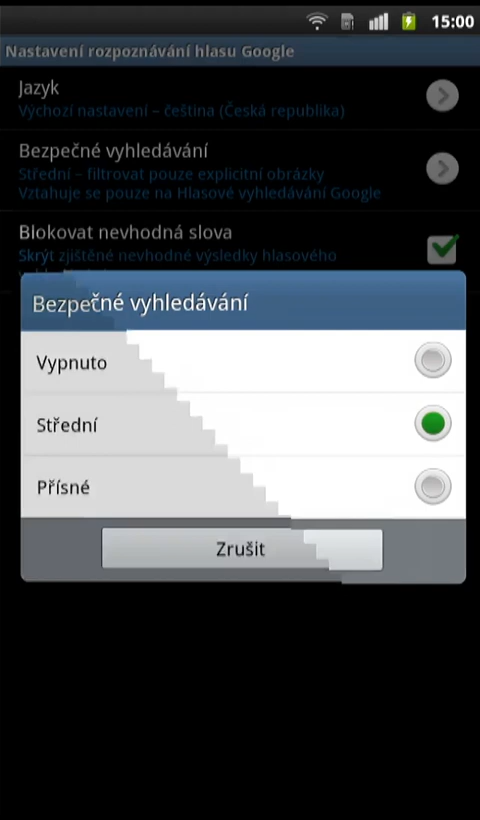 15:00
Nastavení rozpoznávání hlasu Google
Jazyk
Výchozí nastavení – čeština (Česká republika)
Bezpečné vyhledávání
Střední – filtrovat pouze explicitní obrázky
Vztahuje se pouze na Hlasové vyhledávání Google
Blokovat nevhodná slova
Skrýt zjištěné nevhodné výsledky hlasového
Bezpečné vyhledávání
Vypnuto
Střední
Přísné
Zrušit